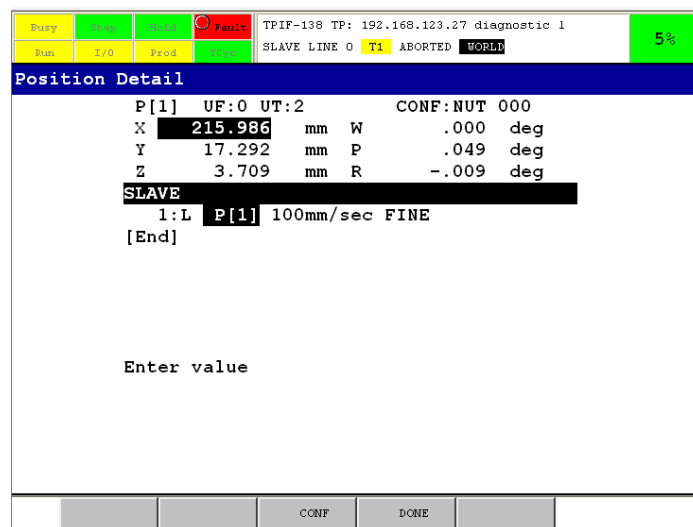 Busy Step Hold Fault TPIF-138 TP: 192.168.123.27 diagnostic l
Run I/O Prod TCyc SLAVE LINE 0 T1 ABORTED WORLD 5%
Position Detail
P[1] UF:0 UT:2 CONF:NUT 000
X 215.986 mm W .000 deg
Y 17.292 mm P .049 deg
Z 3.709 mm R -.009 deg
SLAVE
1:L P[1] 100mm/sec FINE
[End]
Enter value
CONF DONE